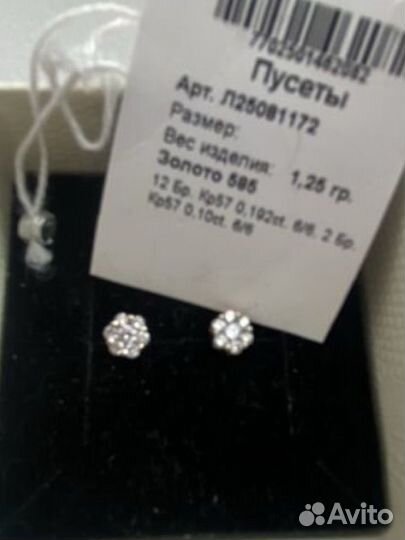 Пусеты
Арт. Л25081172
Размер:
Вес изделия: 1,25 гр.
Золото 585
12 Бр. Кр57 0,192ct. 6/6. 2 Бр.
Кр57 0,10ct. 6/6
Avito